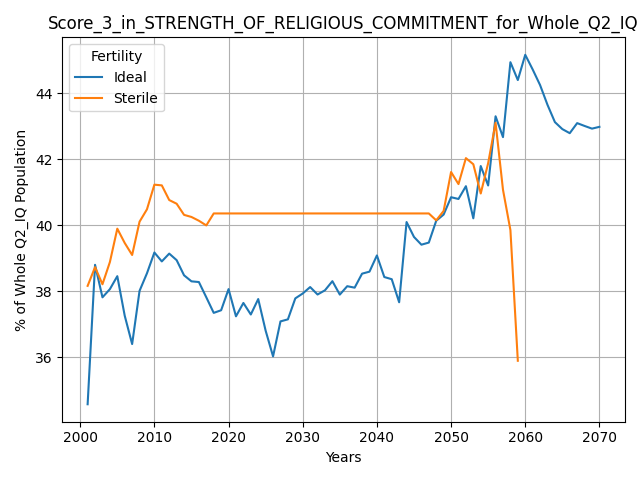 Score_3_in_STRENGTH_OF_RELIGIOUS_COMMITMENT_for_Whole_Q2_IQ
Fertility
Ideal
Sterile
% of Whole Q2_IQ Population
44
42
40
38
36
2000 2010 2020 2030 2040 2050 2060 2070
Years